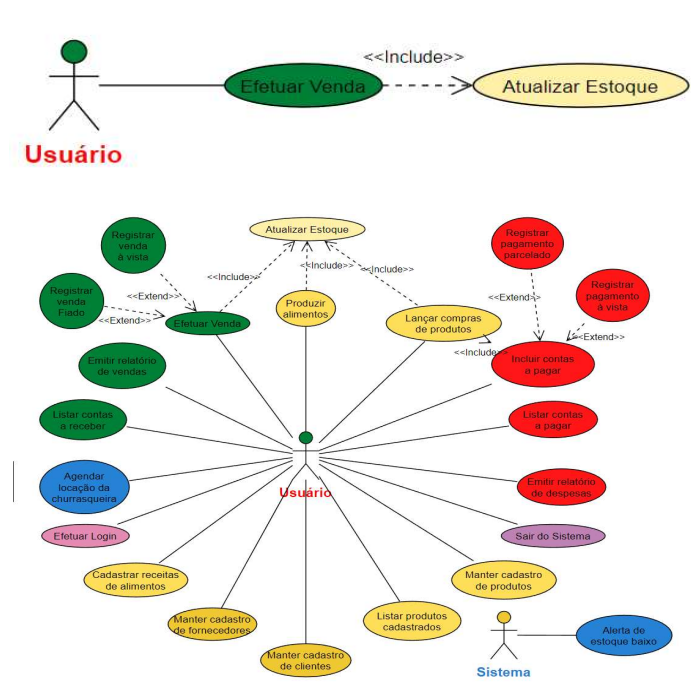 <<Include>>
Efetuar Venda
Atualizar Estoque
Usuário
Registrar
venda
à vista
Atualizar Estoque
Registrar
pagamento
parcelado
Registrar
venda
Fiado
<<Include>>
<<Include>>
<<Include>>
<<Extend>>
<<Extend>>
<<Extend>>
Registrar
pagamento
à vista
Produzir
alimentos
<<Extend>>
Efetuar Venda
Lançar compras
de produtos
<<Include>>
Emitir relatório
de vendas
Incluir contas
a pagar
Listar contas
a receber
Listar contas
a pagar
Agendar
locação da
churrasqueira
Usuário
Emitir relatório
de despesas
Efetuar Login
Sair do Sistema
Cadastrar receitas
de alimentos
Manter cadastro
de produtos
Manter cadastro
de fornecedores
Listar produtos
cadastrados
Alerta de
estoque baixo
Manter cadastro
de clientes
Sistema